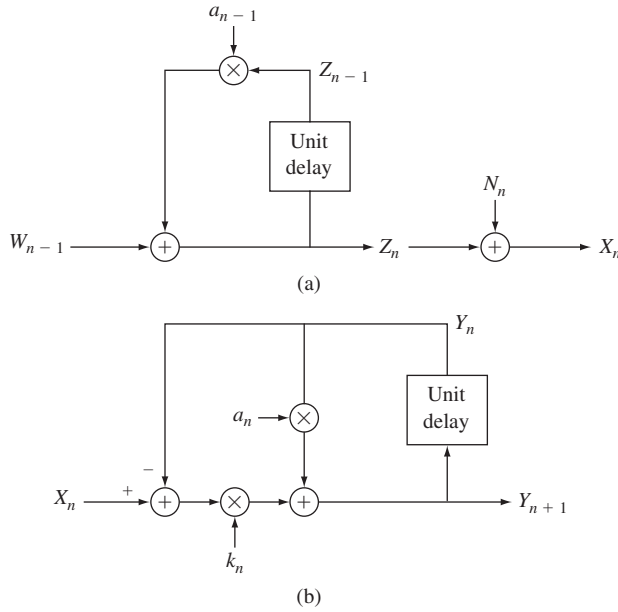 a_{n-1}
×
Z_{n-1}
Unit
delay
N_n
W_{n-1}
+
Z_n
+
X_n
(a)
Y_n
Unit
delay
a_n
×
−
X_n
+
+
×
+
Y_{n+1}
k_n
(b)